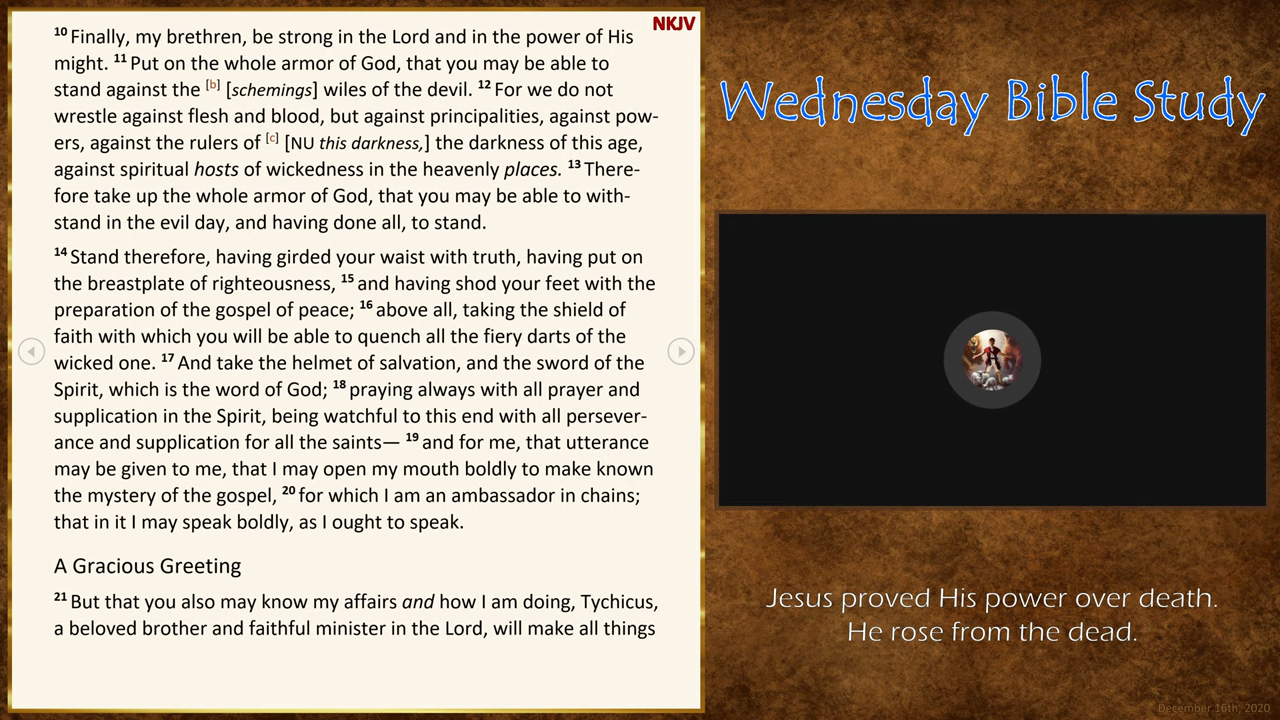 NKJV
10 Finally, my brethren, be strong in the Lord and in the power of His
might. 11 Put on the whole armor of God, that you may be able to
stand against the [b] [schemings] wiles of the devil. 12 For we do not
wrestle against flesh and blood, but against principalities, against pow-
ers, against the rulers of [c] [NU this darkness,] the darkness of this age,
against spiritual hosts of wickedness in the heavenly places. 13 There-
fore take up the whole armor of God, that you may be able to with-
stand in the evil day, and having done all, to stand.
14 Stand therefore, having girded your waist with truth, having put on
the breastplate of righteousness, 15 and having shod your feet with the
preparation of the gospel of peace; 16 above all, taking the shield of
faith with which you will be able to quench all the fiery darts of the
wicked one. 17 And take the helmet of salvation, and the sword of the
Spirit, which is the word of God; 18 praying always with all prayer and
supplication in the Spirit, being watchful to this end with all persever-
ance and supplication for all the saints— 19 and for me, that utterance
may be given to me, that I may open my mouth boldly to make known
the mystery of the gospel, 20 for which I am an ambassador in chains;
that in it I may speak boldly, as I ought to speak.
A Gracious Greeting
21 But that you also may know my affairs and how I am doing, Tychicus,
a beloved brother and faithful minister in the Lord, will make all things
Wednesday Bible Study
Jesus proved His power over death.
He rose from the dead.
December 16th, 2020